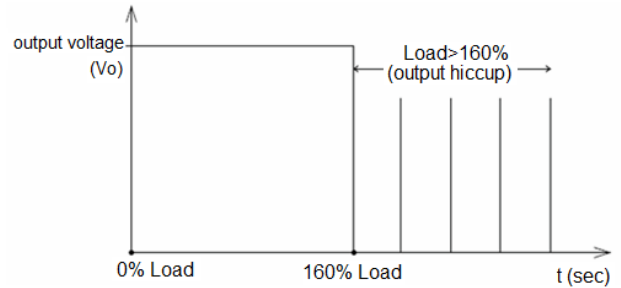 output voltage
(Vo)
Load>160%
(output hiccup)
0% Load
160% Load
t (sec)